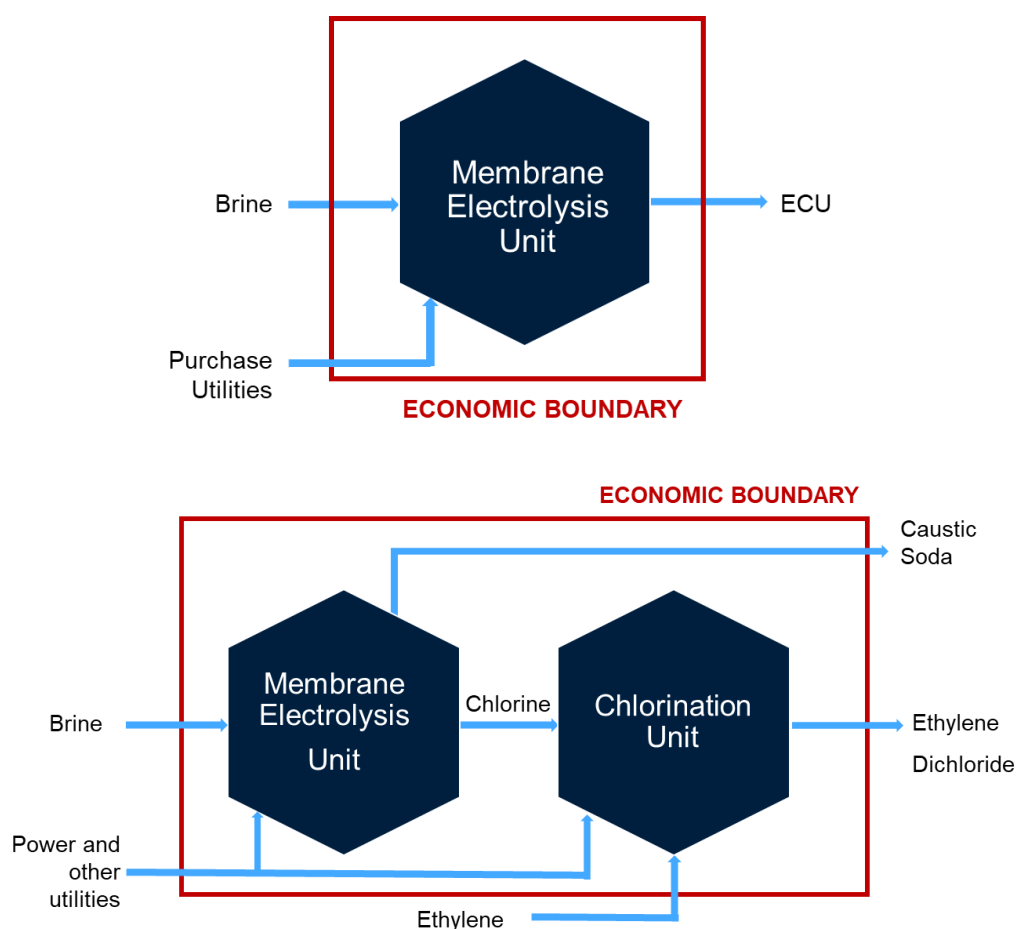 Membrane
Electrolysis
Unit
Brine
ECU
Purchase
Utilities
ECONOMIC BOUNDARY
ECONOMIC BOUNDARY
Caustic
Soda
Membrane
Electrolysis
Unit
Chlorine
Chlorination
Unit
Brine
Ethylene
Dichloride
Power and
other
utilities
Ethylene